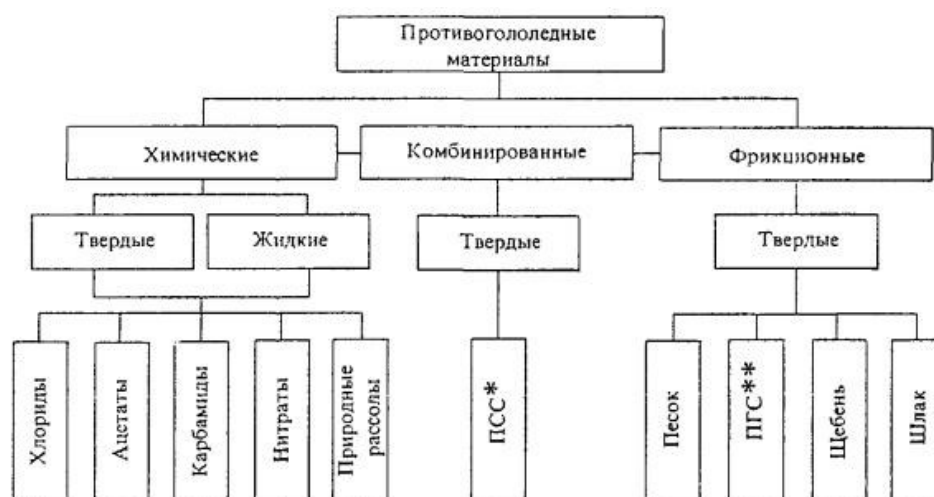 Противогололедные
материалы
Химические
Комбинированные
Фрикционные
Твердые
Жидкие
Твердые
Твердые
Хлориды
Ацетаты
Карбамиды
Нитраты
Природные
рассолы
ПСС*
Песок
ПГС**
Щебень
Шлак